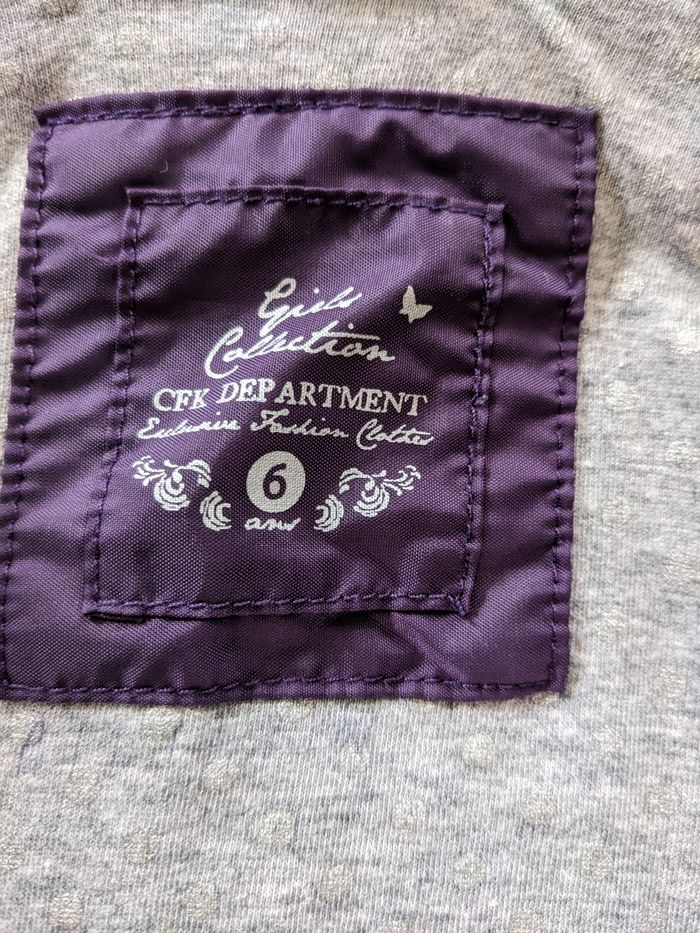 Girls
Collection
CFK DEPARTMENT
Exclusive Fashion Clothes
6
ans